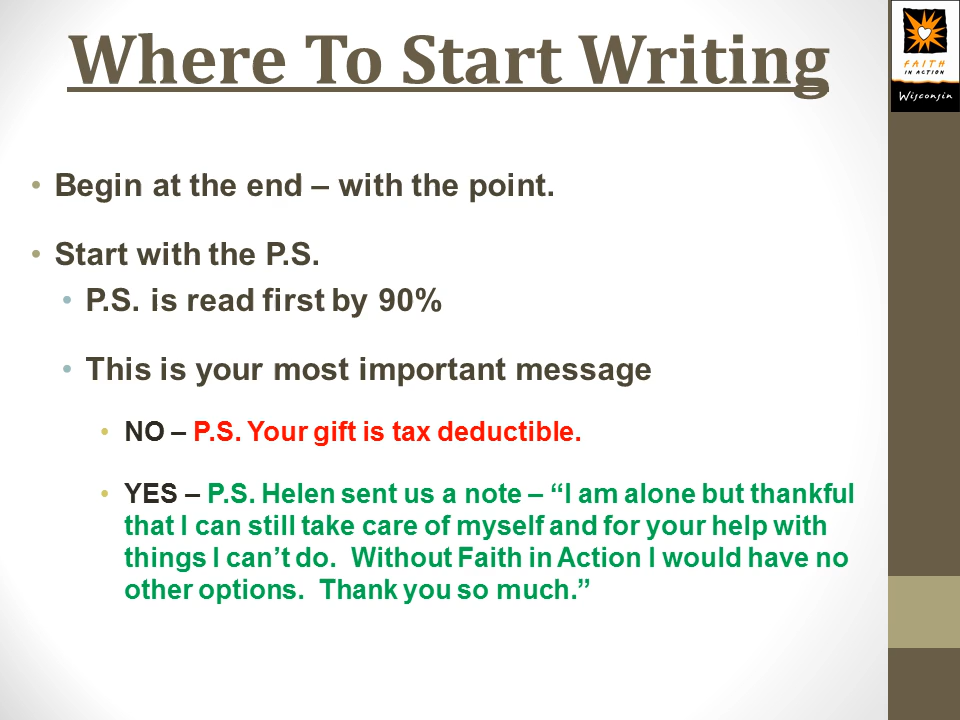 Where To Start Writing
FAITH
IN ACTION
Wisconsin
• Begin at the end – with the point.
• Start with the P.S.
• P.S. is read first by 90%
• This is your most important message
• NO – P.S. Your gift is tax deductible.
• YES – P.S. Helen sent us a note – “I am alone but thankful
that I can still take care of myself and for your help with
things I can’t do.  Without Faith in Action I would have no
other options.  Thank you so much.”